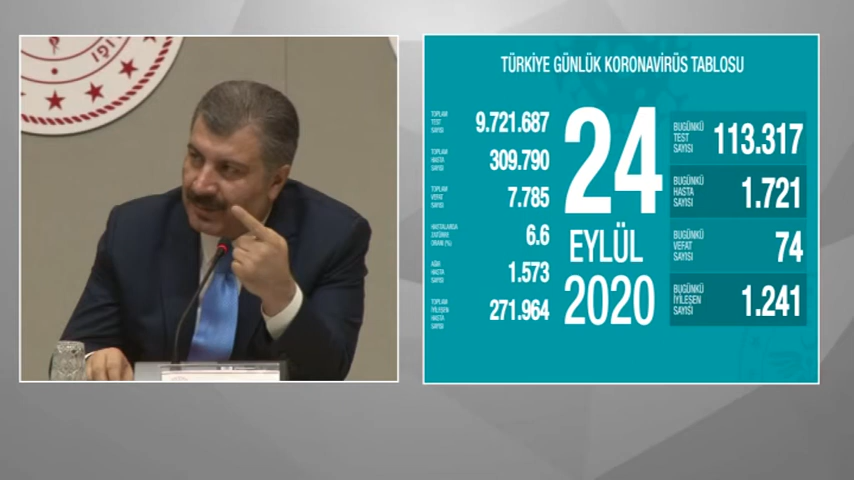 LIĞI
TÜRKİYE GÜNLÜK KORONAVİRÜS TABLOSU
TOPLAM
TEST
SAYISI
9.721.687
TOPLAM
HASTA
SAYISI
309.790
TOPLAM
VEFAT
SAYISI
7.785
HASTALARDA
ZATÜRRE
ORANI (%)
6.6
AĞIR
HASTA
SAYISI
1.573
TOPLAM
İYİLEŞEN
HASTA
SAYISI
271.964
24
EYLÜL
2020
BUGÜNKÜ
TEST
SAYISI
113.317
BUGÜNKÜ
HASTA
SAYISI
1.721
BUGÜNKÜ
VEFAT
SAYISI
74
BUGÜNKÜ
İYİLEŞEN
SAYISI
1.241